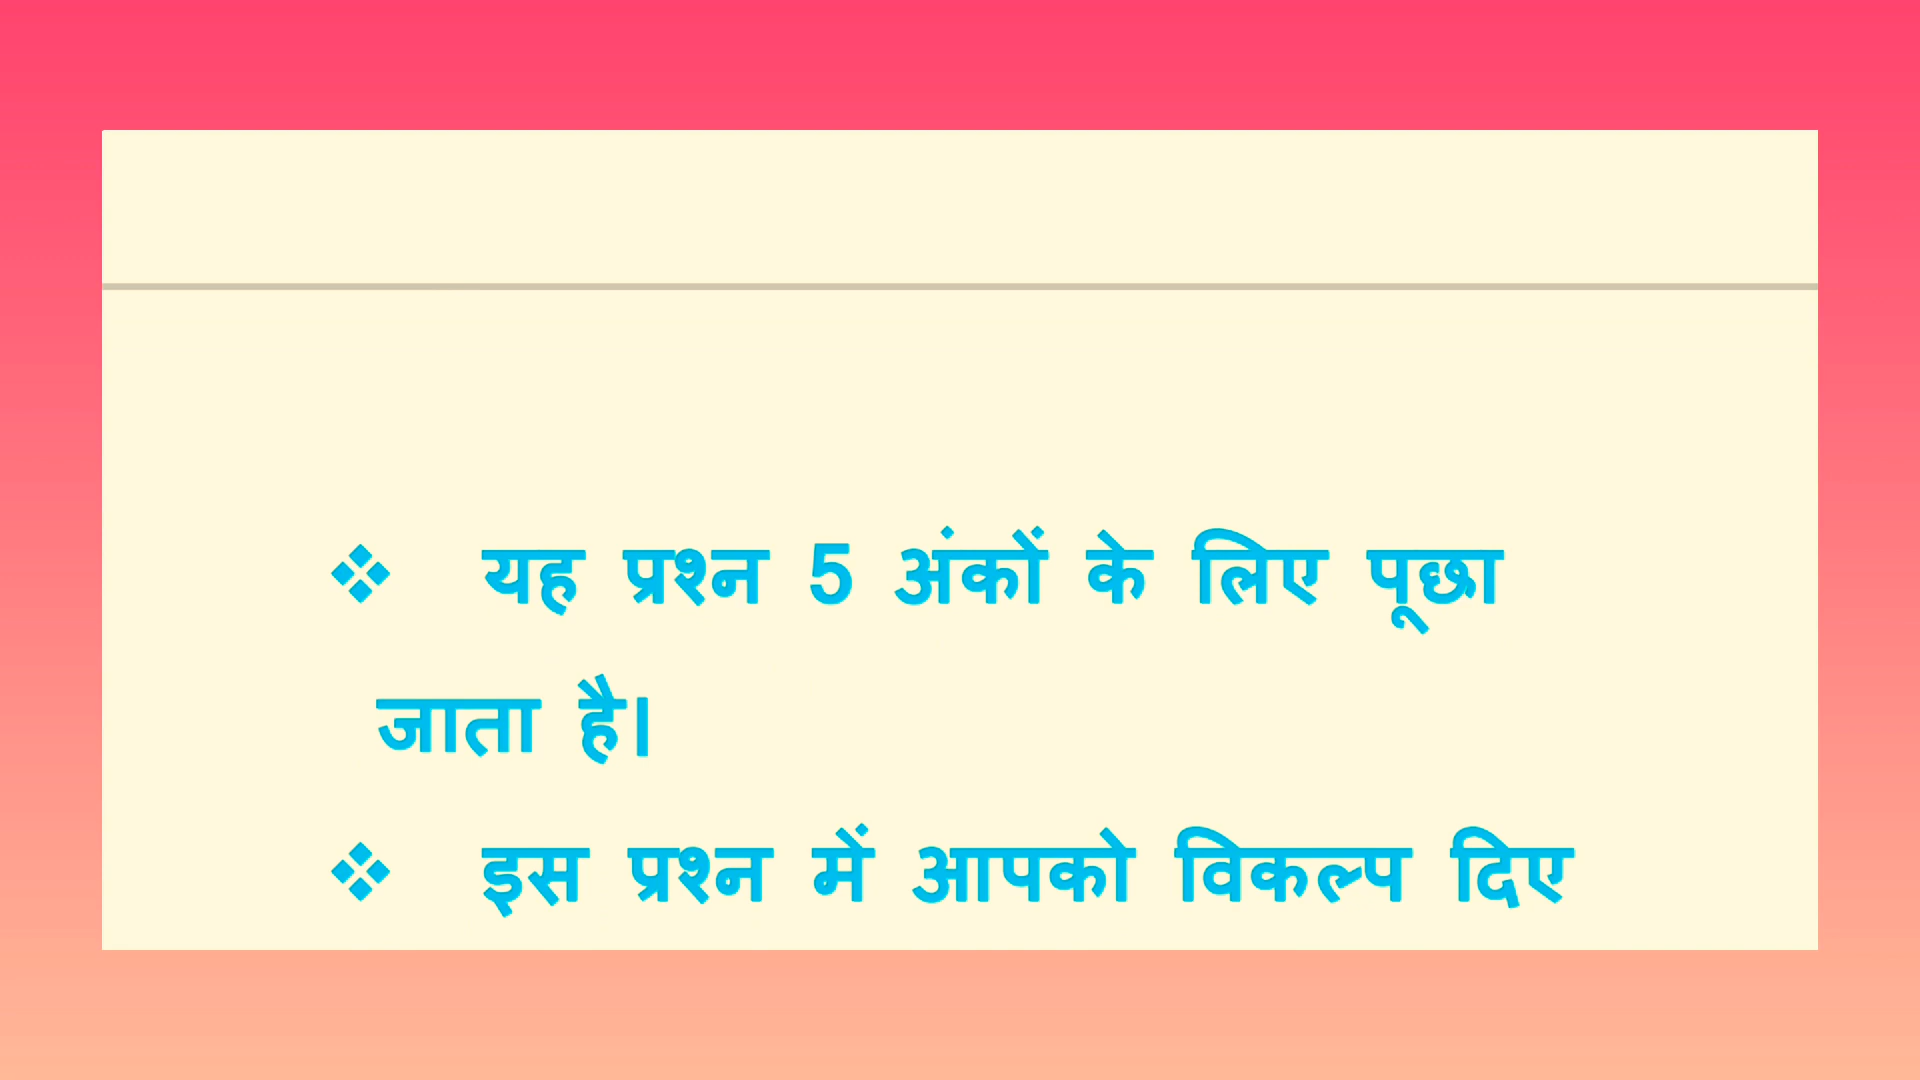 ❖ यह प्रश्न 5 अंकों के लिए पूछा
जाता है।
❖ इस प्रश्न में आपको विकल्प दिए